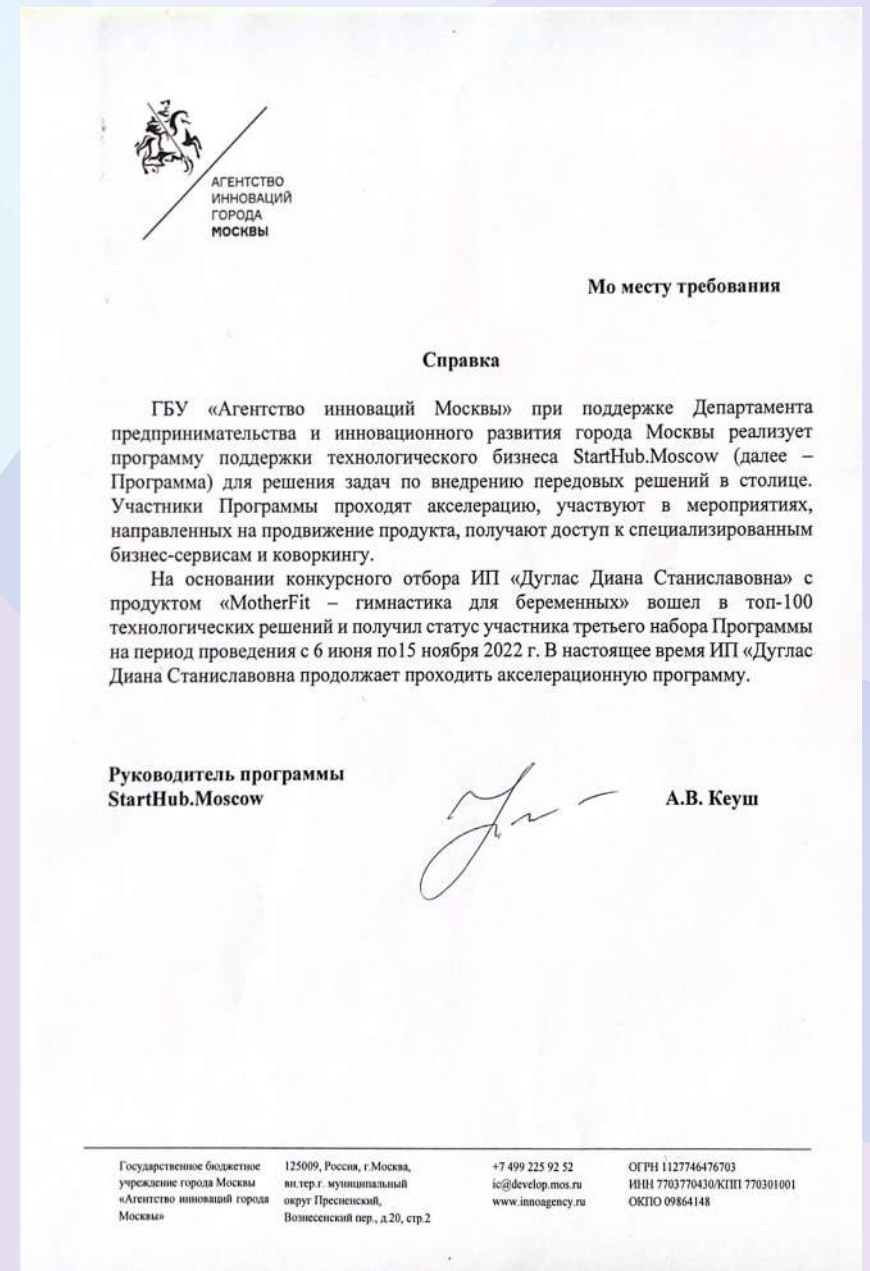 АГЕНТСТВО
ИННОВАЦИЙ
ГОРОДА
МОСКВЫ
Мо месту требования
Справка
ГБУ «Агентство инноваций Москвы» при поддержке Департамента
предпринимательства и инновационного развития города Москвы реализует
программу поддержки технологического бизнеса StartHub.Moscow (далее –
Программа) для решения задач по внедрению передовых решений в столице.
Участники Программы проходят акселерацию, участвуют в мероприятиях,
направленных на продвижение продукта, получают доступ к специализированным
бизнес-сервисам и коворкингу.
На основании конкурсного отбора ИП «Дуглас Диана Станиславовна» с
продуктом «MotherFit – гимнастика для беременных» вошел в топ-100
технологических решений и получил статус участника третьего набора Программы
на период проведения с 6 июня по15 ноября 2022 г. В настоящее время ИП «Дуглас
Диана Станиславовна продолжает проходить акселерационную программу.
Руководитель программы
StartHub.Moscow
А.В. Кеуш
Государственное бюджетное
учреждение города Москвы
«Агентство инноваций города
Москвы»
125009, Россия, г.Москва,
вн.тер.г. муниципальный
округ Пресненский,
Вознесенский пер., д.20, стр.2
+7 499 225 92 52
ic@develop.mos.ru
www.innoagency.ru
ОГРН 1127746476703
ИНН 7703770430/КПП 770301001
ОКПО 09864148